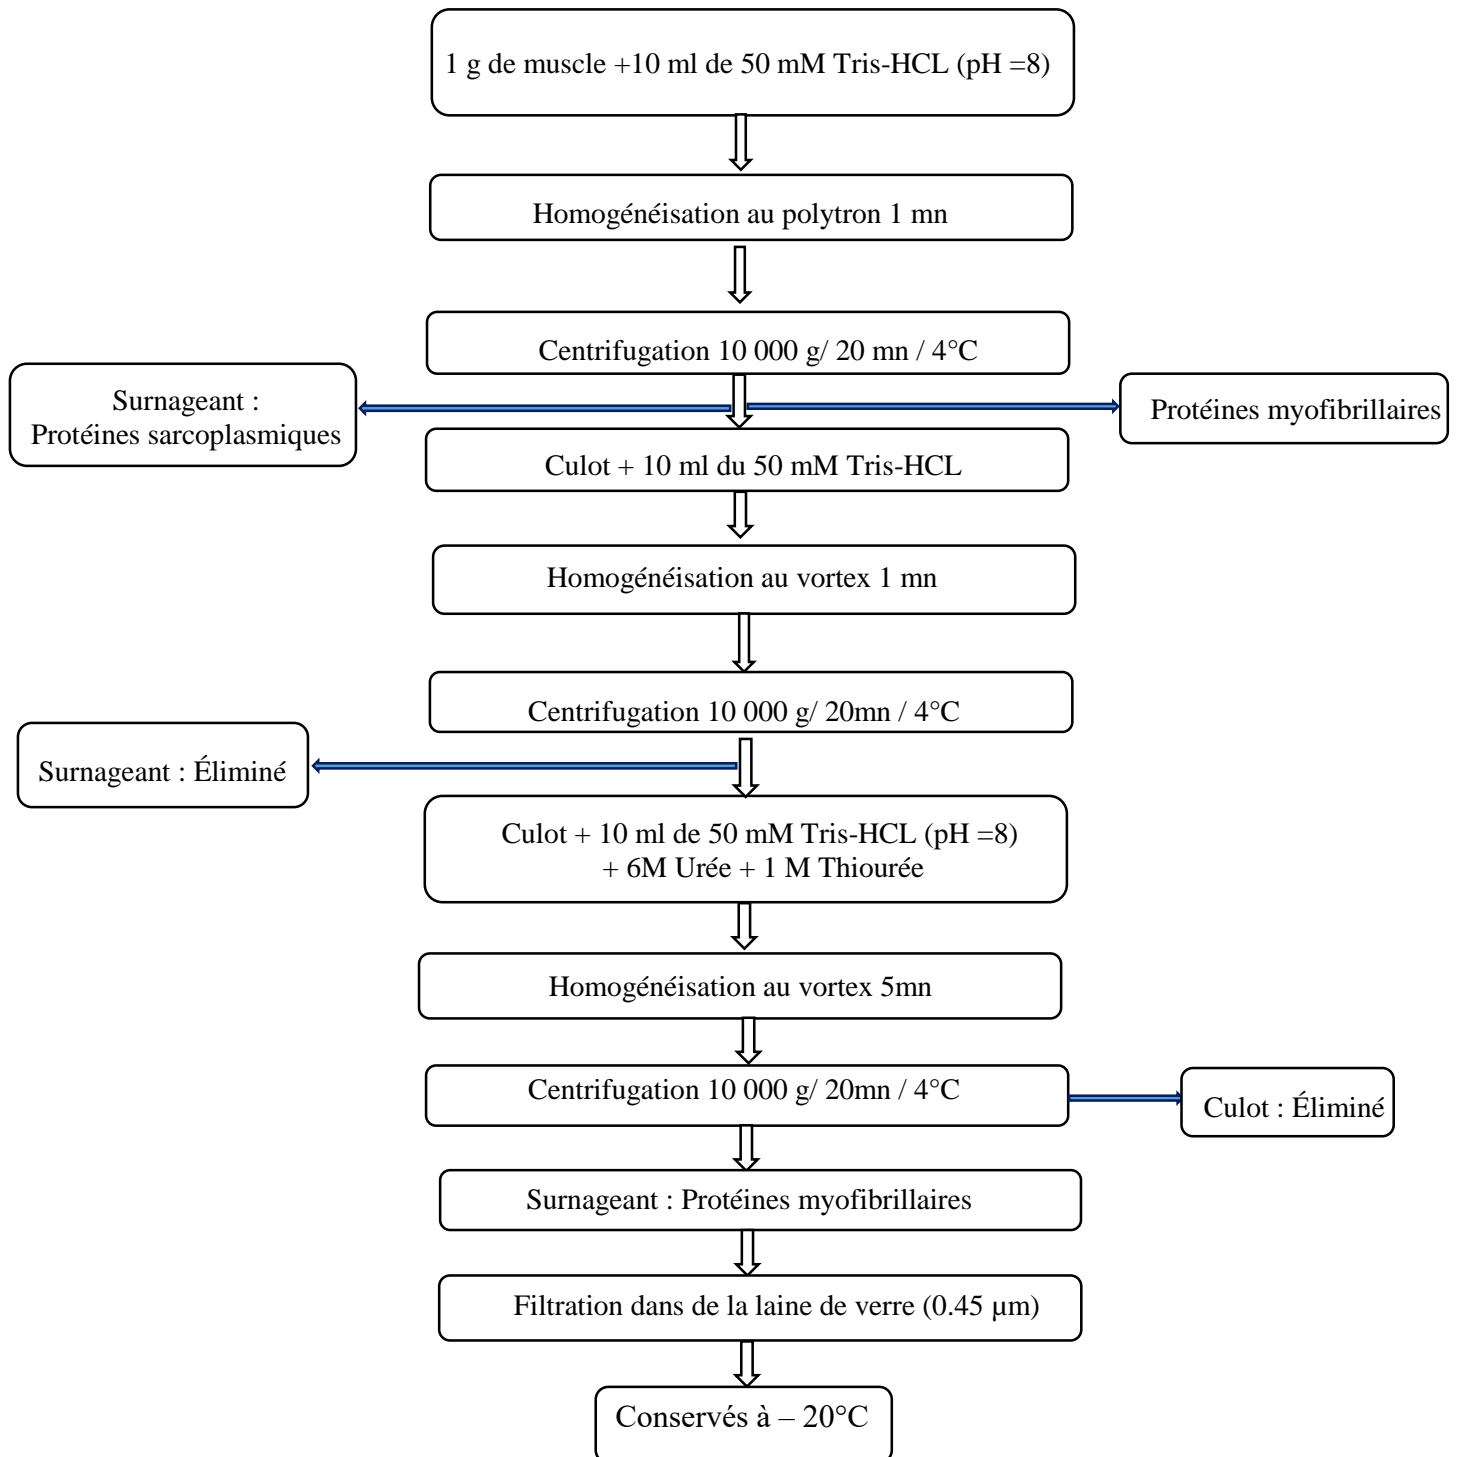 1 g de muscle +10 ml de 50 mM Tris-HCL (pH =8)
Homogénéisation au polytron 1 mn
Centrifugation 10 000 g/ 20 mn / 4°C
Surnageant :
Protéines sarcoplasmiques
Protéines myofibrillaires
Culot + 10 ml du 50 mM Tris-HCL
Homogénéisation au vortex 1 mn
Centrifugation 10 000 g/ 20mn / 4°C
Surnageant : Éliminé
Culot + 10 ml de 50 mM Tris-HCL (pH =8)
+ 6M Urée + 1 M Thiourée
Homogénéisation au vortex 5mn
Centrifugation 10 000 g/ 20mn / 4°C
Culot : Éliminé
Surnageant : Protéines myofibrillaires
Filtration dans de la laine de verre (0.45 µm)
Conservés à – 20°C